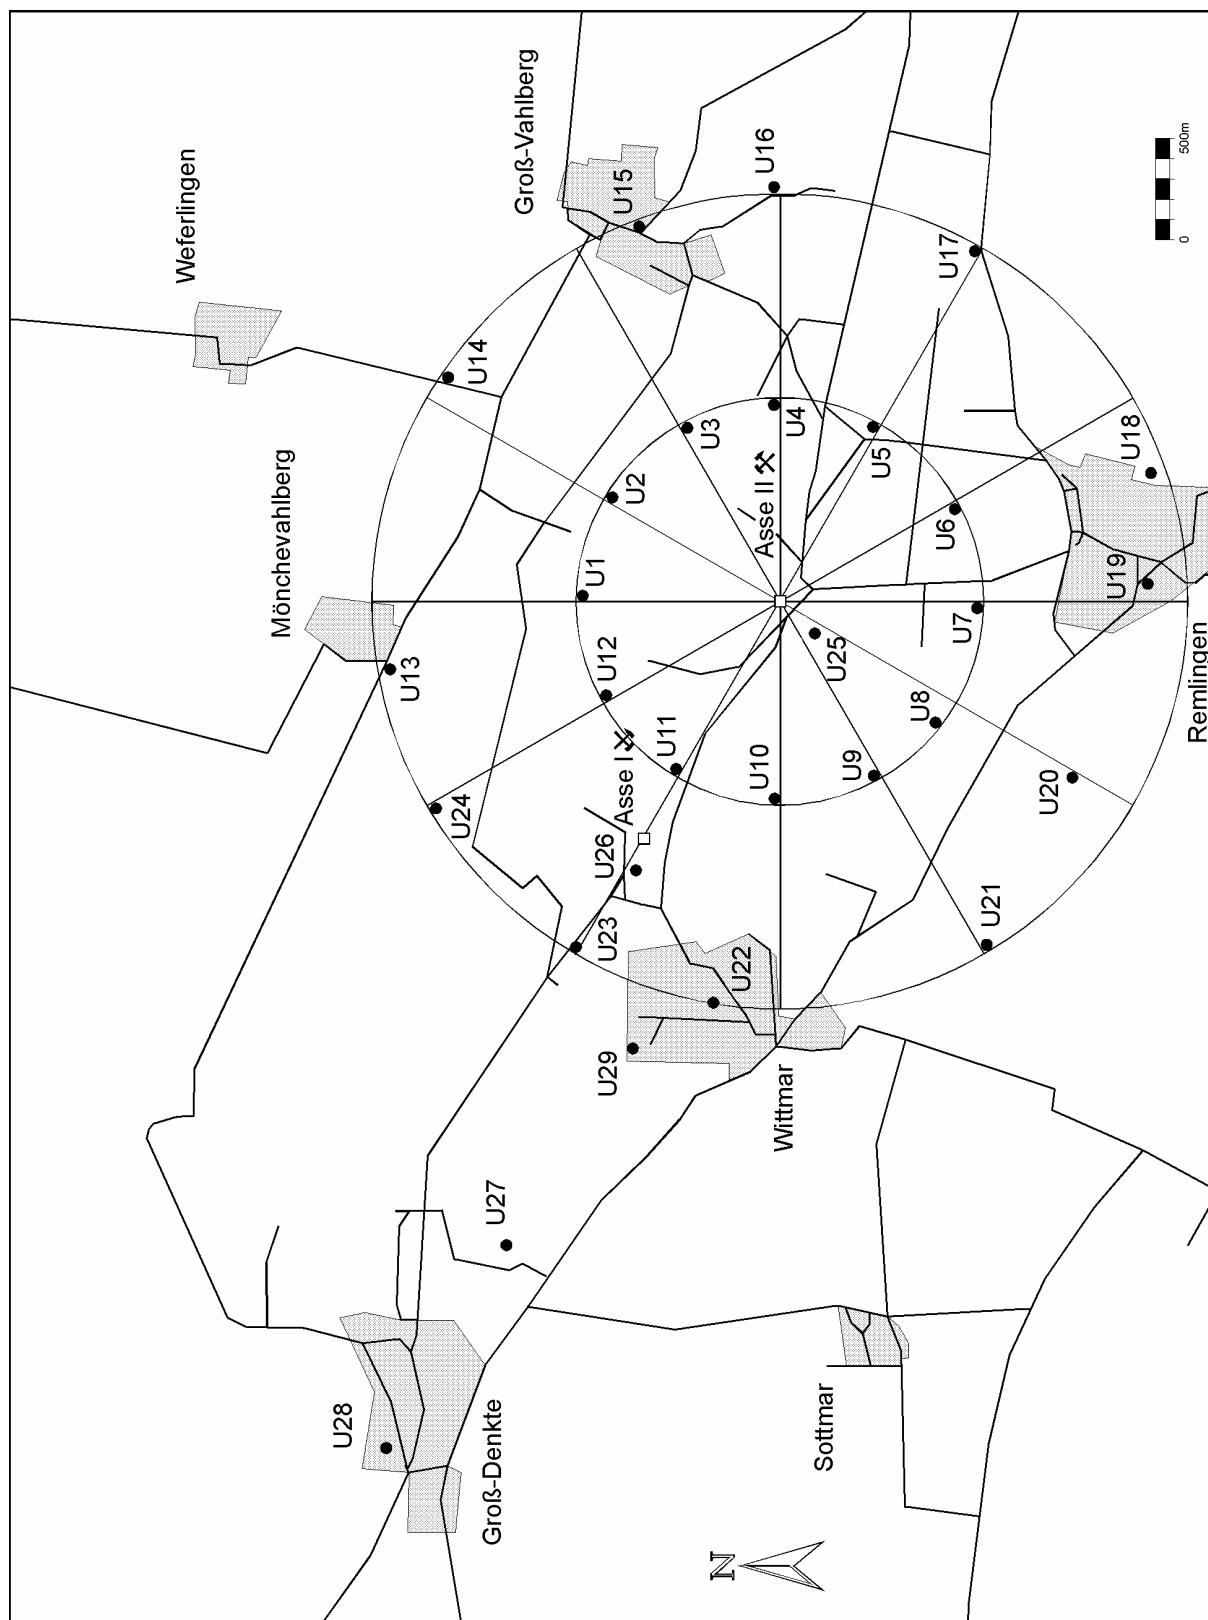 Weferlingen
Groß-Vahlberg
U15
U16
U14
Mönchevahlberg
U3
U4
U2
Asse II
U5
U17
U1
U6
U18
U13
U12
U25
U7
U19
U24
U11
U10
U8
Remlingen
Asse I
U9
U20
U26
U23
U22
U21
U29
Wittmar
U27
U28
Groß-Denkte
Sottmar
N
0 500m